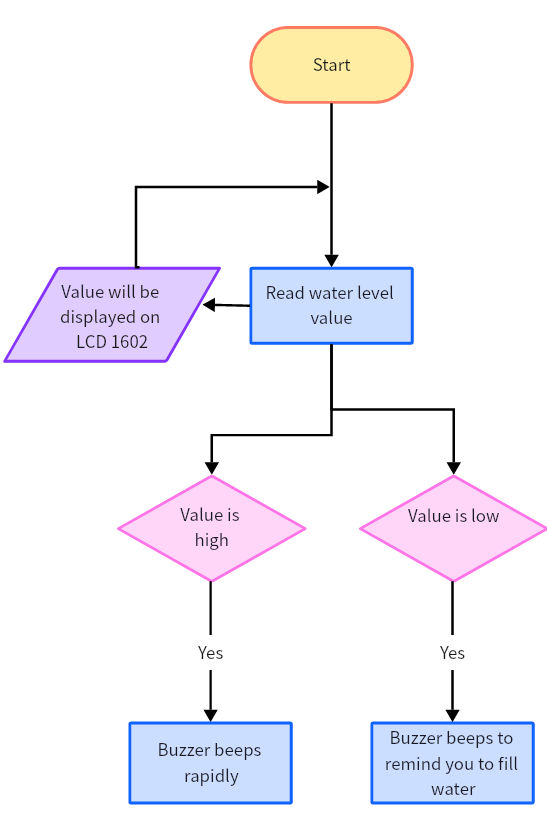 Start
Value will be
displayed on
LCD 1602
Read water level
value
Value is
high
Value is low
Yes
Yes
Buzzer beeps
rapidly
Buzzer beeps to
remind you to fill
water